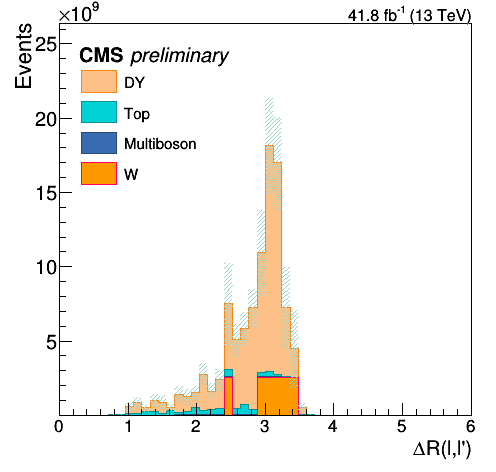 ×10⁹
41.8 fb⁻¹ (13 TeV)
Events
CMS preliminary
DY
Top
Multiboson
W
25
20
15
10
5
0 1 2 3 4 5 6
ΔR(l,l')